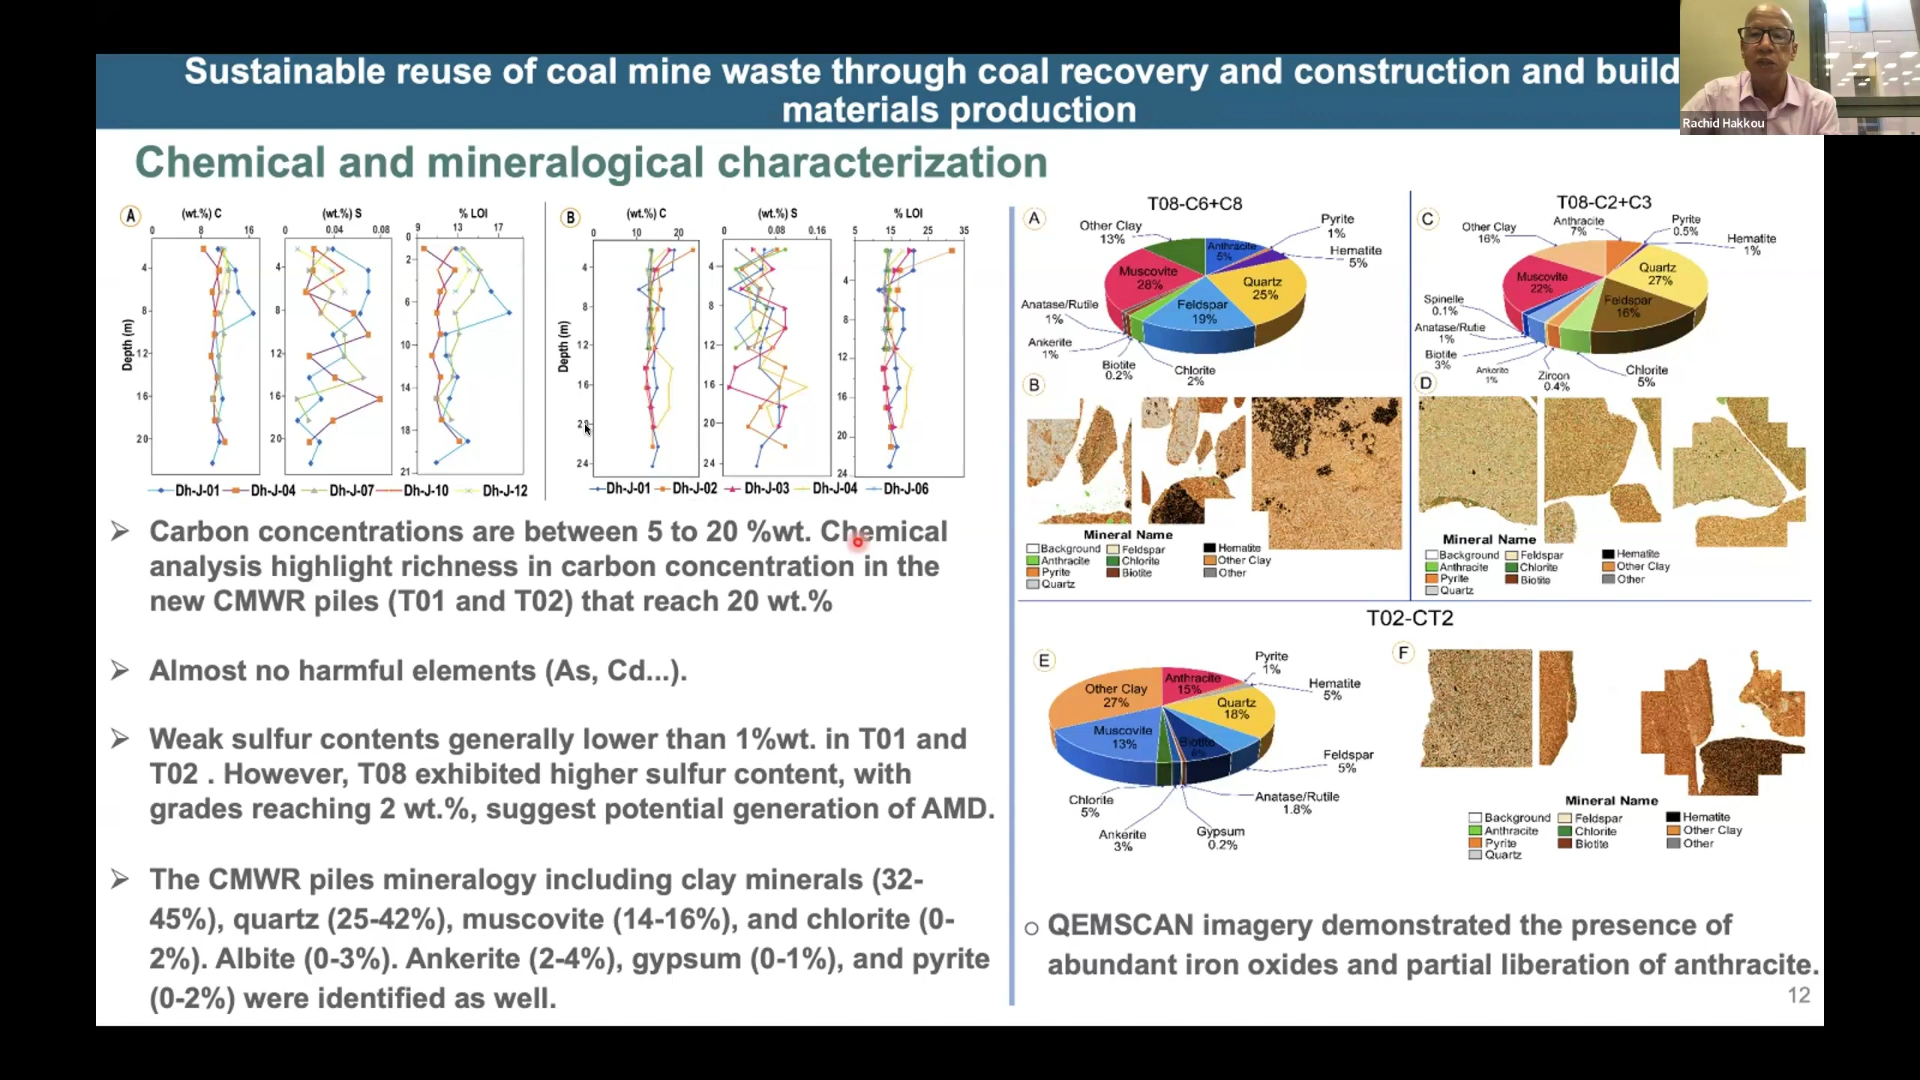 Sustainable reuse of coal mine waste through coal recovery and construction and build
materials production
Rachid Hakkou
Chemical and mineralogical characterization
A
(wt.%) C
(wt.%) S
% LOI
0 8 16
0 0.04 0.08
9 13 17
Depth (m)
4
8
12
16
20
4
8
12
16
20
0
2
4
6
8
10
14
18
21
Dh-J-01 Dh-J-04 Dh-J-07 Dh-J-10 Dh-J-12
B
(wt.%) C
(wt.%) S
% LOI
0 10 20
0 0.08 0.16
5 15 25 35
Depth (m)
4
8
12
16
24
4
8
12
16
20
24
4
8
12
16
20
24
Dh-J-01 Dh-J-02 Dh-J-03 Dh-J-04 Dh-J-06
➢ Carbon concentrations are between 5 to 20 %wt. Chemical
analysis highlight richness in carbon concentration in the
new CMWR piles (T01 and T02) that reach 20 wt.%
➢ Almost no harmful elements (As, Cd...).
➢ Weak sulfur contents generally lower than 1%wt. in T01 and
T02 . However, T08 exhibited higher sulfur content, with
grades reaching 2 wt.%, suggest potential generation of AMD.
➢ The CMWR piles mineralogy including clay minerals (32-
45%), quartz (25-42%), muscovite (14-16%), and chlorite (0-
2%). Albite (0-3%). Ankerite (2-4%), gypsum (0-1%), and pyrite
(0-2%) were identified as well.
T08-C6+C8
A
Other Clay
13%
Anthracite
5%
Pyrite
1%
Hematite
5%
Muscovite
28%
Quartz
25%
Feldspar
19%
Anatase/Rutile
1%
Ankerite
1%
Biotite
0.2%
Chlorite
2%
B
Mineral Name
Background Feldspar Hematite
Anthracite Chlorite Other Clay
Pyrite Biotite Other
Quartz
T08-C2+C3
C
Other Clay
16%
Anthracite
7%
Pyrite
0.5%
Hematite
1%
Muscovite
22%
Quartz
27%
Feldspar
16%
Spinelle
0.1%
Anatase/Rutie
1%
Biotite
3%
Ankerite
1%
Zircon
0.4%
Chlorite
5%
D
Mineral Name
Background Feldspar Hematite
Anthracite Chlorite Other Clay
Pyrite Biotite Other
Quartz
T02-CT2
E
Other Clay
27%
Anthracite
15%
Pyrite
1%
Hematite
5%
Quartz
18%
Muscovite
13%
Biotite
Feldspar
5%
Chlorite
5%
Anatase/Rutile
1.8%
Ankerite
3%
Gypsum
0.2%
F
Mineral Name
Background Feldspar Hematite
Anthracite Chlorite Other Clay
Pyrite Biotite Other
Quartz
o QEMSCAN imagery demonstrated the presence of
abundant iron oxides and partial liberation of anthracite.
12